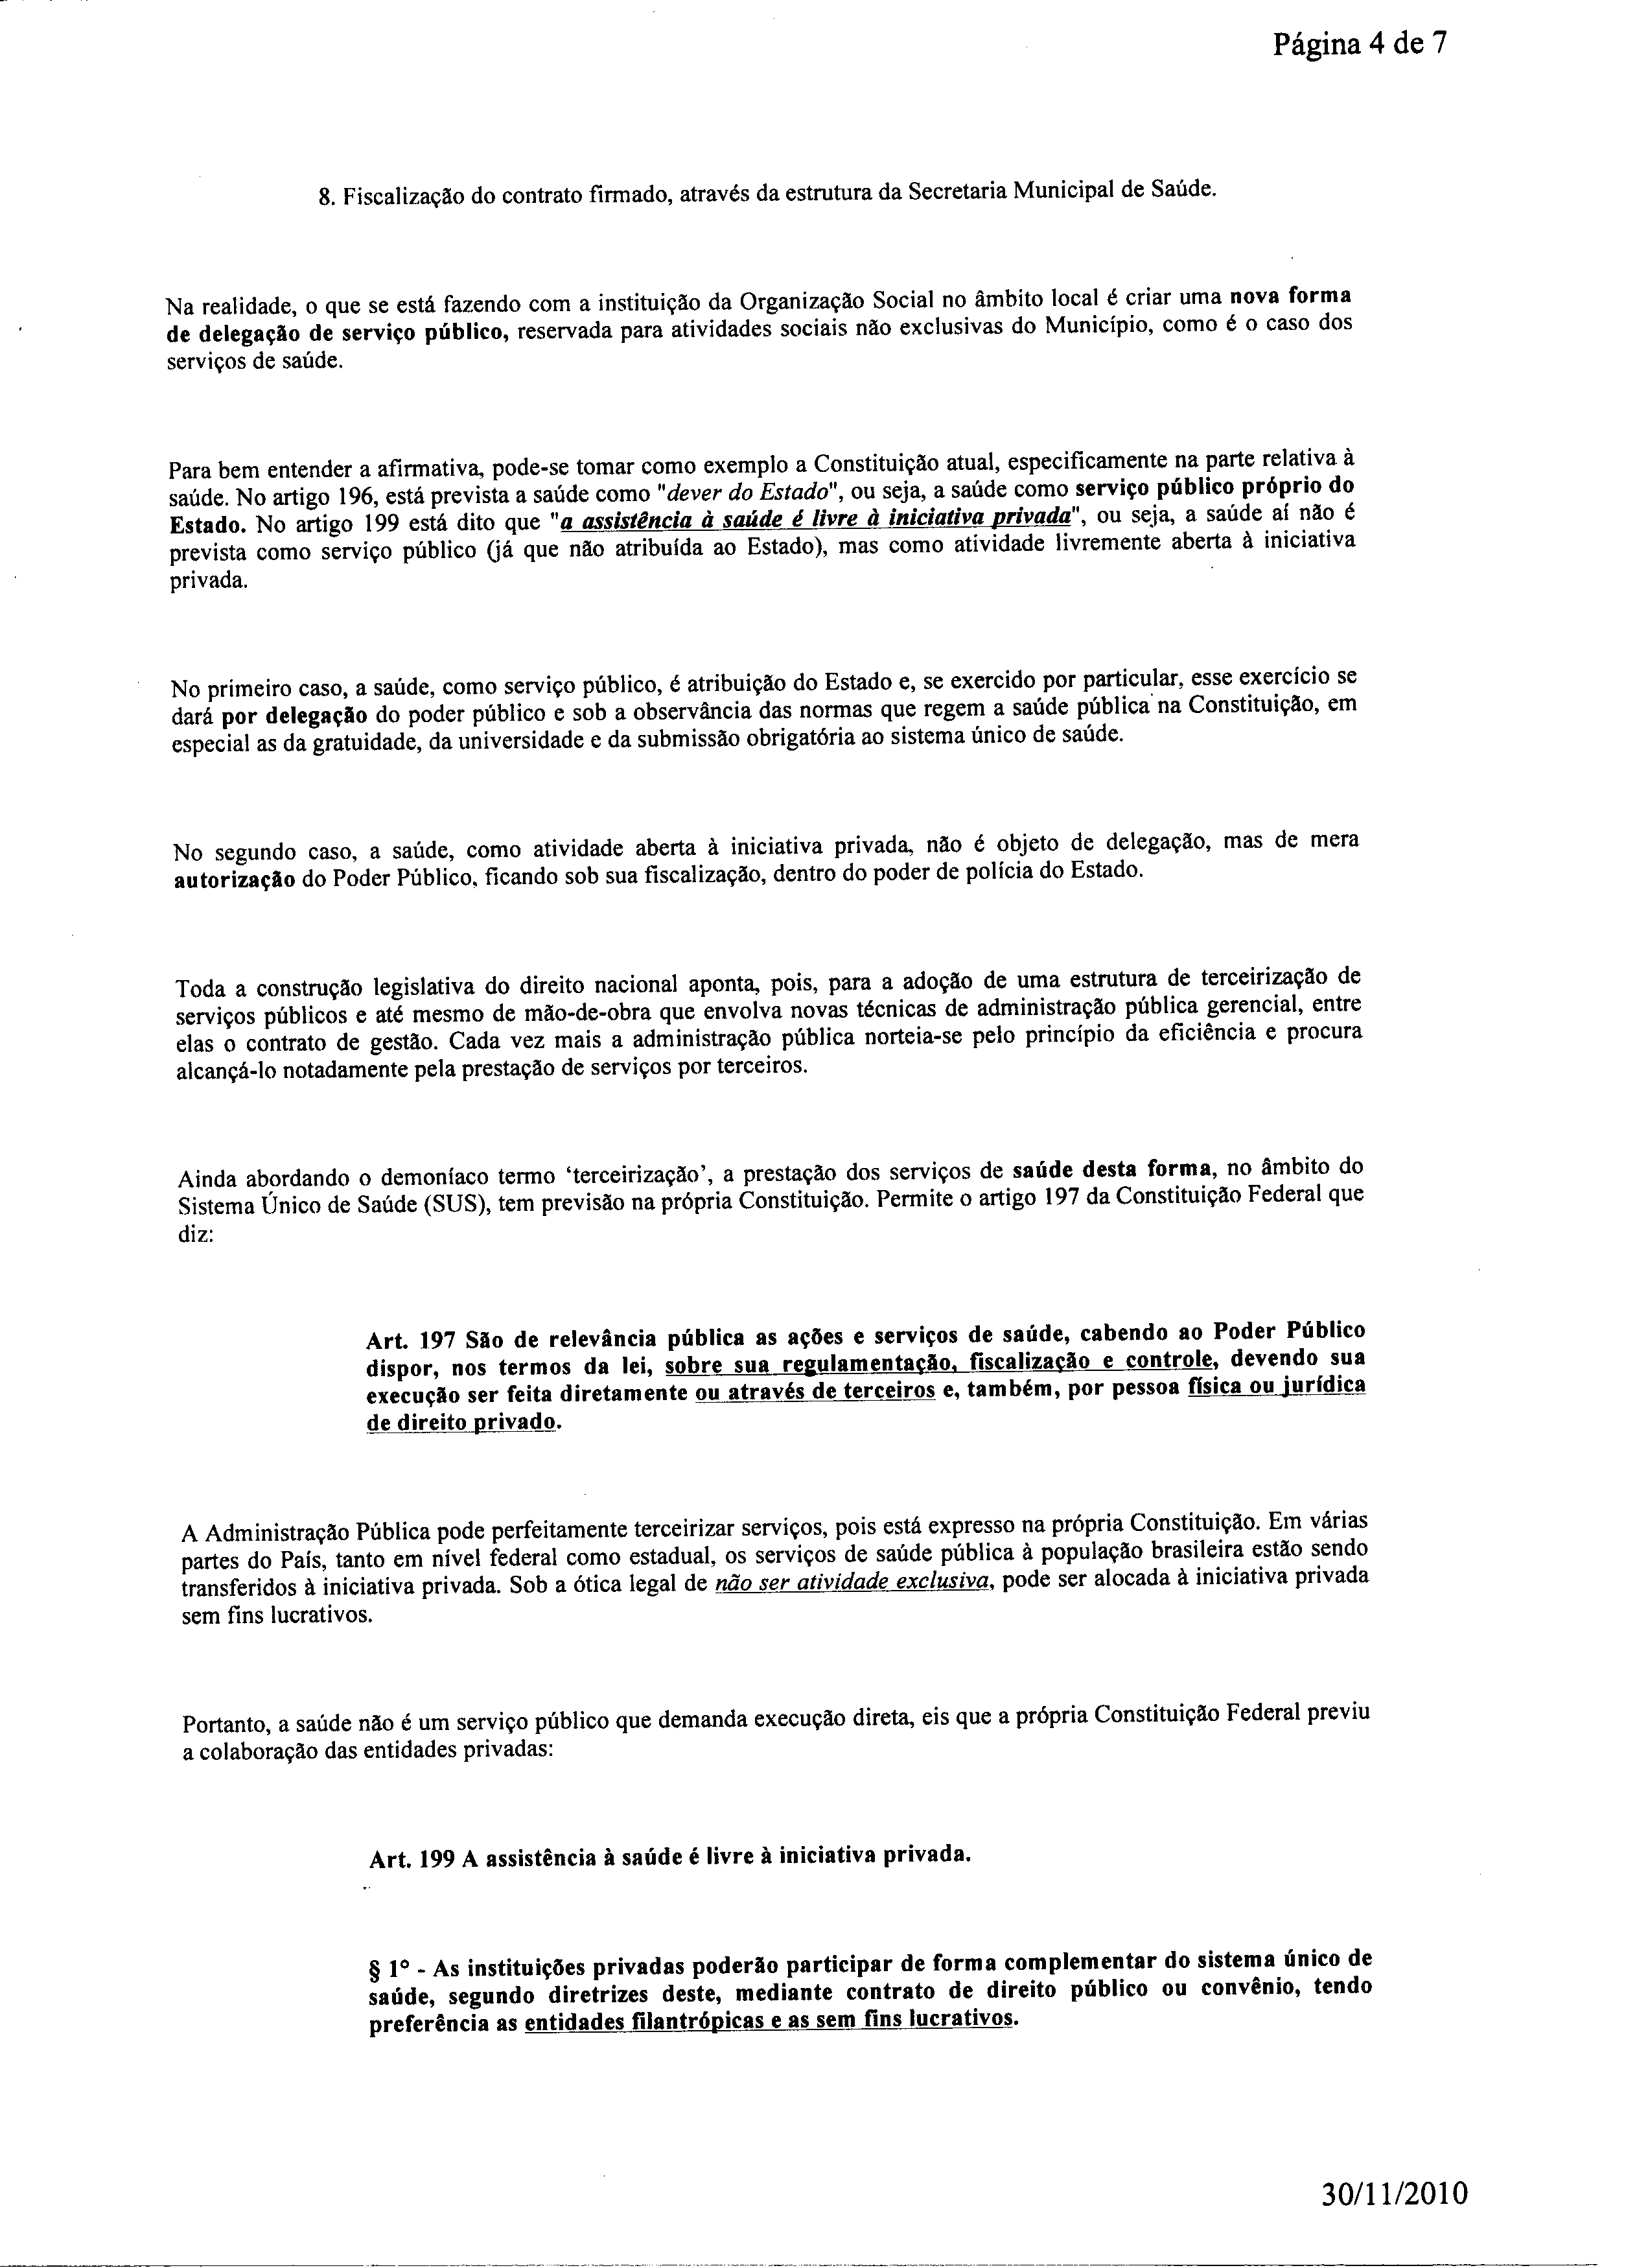 Página 4 de 7
8. Fiscalização do contrato firmado, através da estrutura da Secretaria Municipal de Saúde.
Na realidade, o que se está fazendo com a instituição da Organização Social no âmbito local é criar uma nova forma
de delegação de serviço público, reservada para atividades sociais não exclusivas do Município, como é o caso dos
serviços de saúde.
Para bem entender a afirmativa, pode-se tomar como exemplo a Constituição atual, especificamente na parte relativa à
saúde. No artigo 196, está prevista a saúde como "dever do Estado", ou seja, a saúde como serviço público próprio do
Estado. No artigo 199 está dito que "a assistência à saúde é livre à iniciativa privada", ou seja, a saúde aí não é
prevista como serviço público (já que não atribuída ao Estado), mas como atividade livremente aberta à iniciativa
privada.
No primeiro caso, a saúde, como serviço público, é atribuição do Estado e, se exercido por particular, esse exercício se
dará por delegação do poder público e sob a observância das normas que regem a saúde pública na Constituição, em
especial as da gratuidade, da universidade e da submissão obrigatória ao sistema único de saúde.
No segundo caso, a saúde, como atividade aberta à iniciativa privada, não é objeto de delegação, mas de mera
autorização do Poder Público, ficando sob sua fiscalização, dentro do poder de polícia do Estado.
Toda a construção legislativa do direito nacional aponta, pois, para a adoção de uma estrutura de terceirização de
serviços públicos e até mesmo de mão-de-obra que envolva novas técnicas de administração pública gerencial, entre
elas o contrato de gestão. Cada vez mais a administração pública norteia-se pelo princípio da eficiência e procura
alcançá-lo notadamente pela prestação de serviços por terceiros.
Ainda abordando o demoníaco termo ‘terceirização’, a prestação dos serviços de saúde desta forma, no âmbito do
Sistema Único de Saúde (SUS), tem previsão na própria Constituição. Permite o artigo 197 da Constituição Federal que
diz:
Art. 197 São de relevância pública as ações e serviços de saúde, cabendo ao Poder Público
dispor, nos termos da lei, sobre sua regulamentação, fiscalização e controle, devendo sua
execução ser feita diretamente ou através de terceiros e, também, por pessoa física ou jurídica
de direito privado.
A Administração Pública pode perfeitamente terceirizar serviços, pois está expresso na própria Constituição. Em várias
partes do País, tanto em nível federal como estadual, os serviços de saúde pública à população brasileira estão sendo
transferidos à iniciativa privada. Sob a ótica legal de não ser atividade exclusiva, pode ser alocada à iniciativa privada
sem fins lucrativos.
Portanto, a saúde não é um serviço público que demanda execução direta, eis que a própria Constituição Federal previu
a colaboração das entidades privadas:
Art. 199 A assistência à saúde é livre à iniciativa privada.
§ 1° - As instituições privadas poderão participar de forma complementar do sistema único de
saúde, segundo diretrizes deste, mediante contrato de direito público ou convênio, tendo
preferência as entidades filantrópicas e as sem fins lucrativos.
30/11/2010